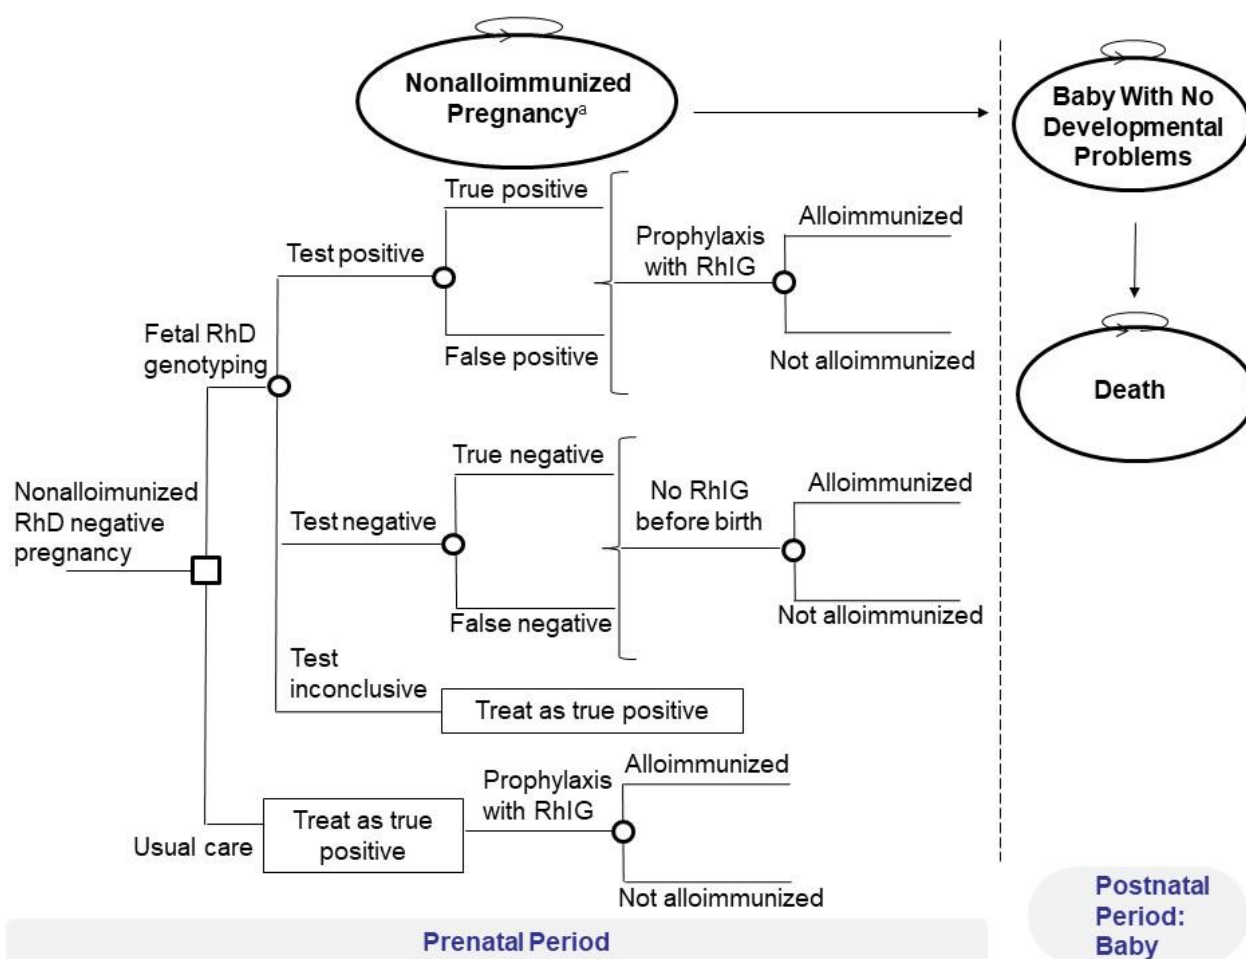 Nonalloimmunized
Pregnancyª
Baby With No
Developmental
Problems
True positive
Alloimmunized
Prophylaxis
with RhIG
Test positive
Fetal RhD
genotyping
False positive
Not alloimmunized
Death
True negative
Nonalloimunized
RhD negative
pregnancy
No RhIG
before birth
Alloimmunized
Test negative
False negative
Not alloimmunized
Test
inconclusive
Treat as true positive
Alloimmunized
Prophylaxis
with RhIG
Treat as true
positive
Usual care
Not alloimmunized
Prenatal Period
Postnatal
Period:
Baby